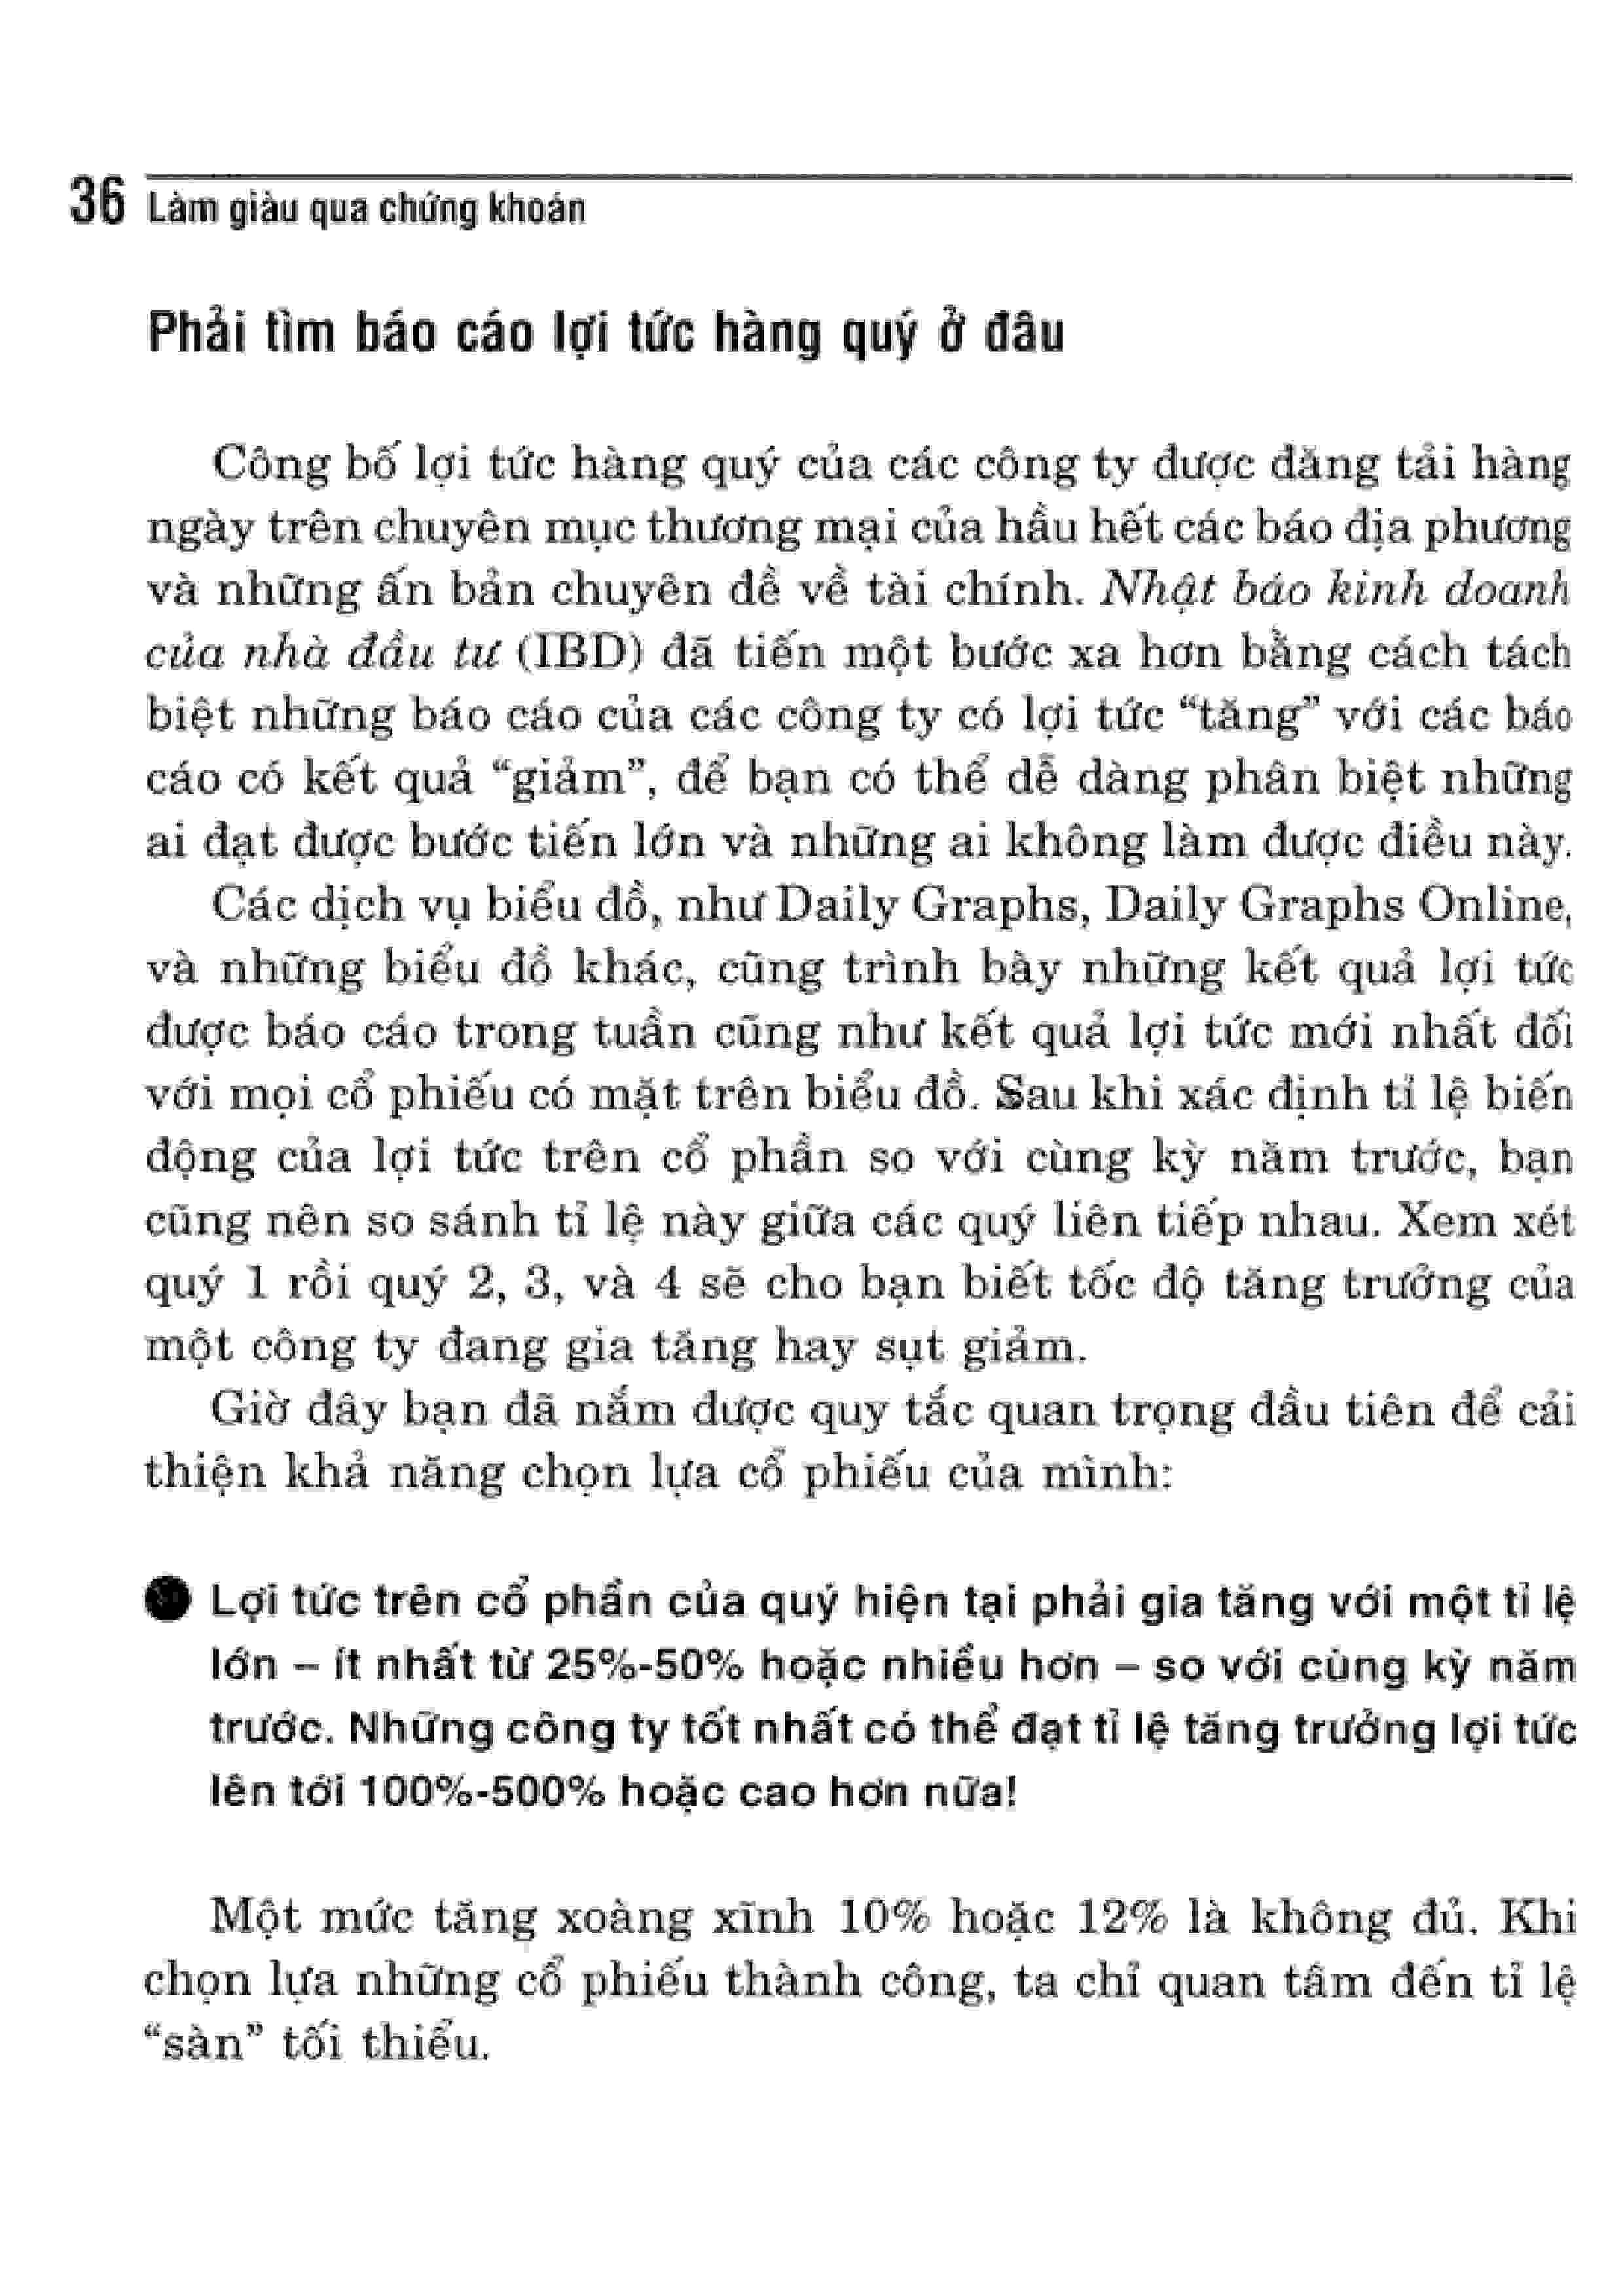 36 Làm giàu qua chứng khoán
Phải tìm báo cáo lợi tức hàng quý ở đâu
Công bố lợi tức hàng quý của các công ty được đăng tải hàng
ngày trên chuyên mục thương mại của hầu hết các báo địa phương
và những ấn bản chuyên đề về tài chính. Nhật báo kinh doanh
của nhà đầu tư (IBD) đã tiến một bước xa hơn bằng cách tách
biệt những báo cáo của các công ty có lợi tức “tăng” với các báo
cáo có kết quả “giảm”, để bạn có thể dễ dàng phân biệt những
ai đạt được bước tiến lớn và những ai không làm được điều này.
Các dịch vụ biểu đồ, như Daily Graphs, Daily Graphs Online,
và những biểu đồ khác, cũng trình bày những kết quả lợi tức
được báo cáo trong tuần cũng như kết quả lợi tức mới nhất đối
với mọi cổ phiếu có mặt trên biểu đồ. Sau khi xác định tỉ lệ biến
động của lợi tức trên cổ phần so với cùng kỳ năm trước, bạn
cũng nên so sánh tỉ lệ này giữa các quý liên tiếp nhau. Xem xét
quý 1 rồi quý 2, 3, và 4 sẽ cho bạn biết tốc độ tăng trưởng của
một công ty đang gia tăng hay sụt giảm.
Giờ đây bạn đã nắm được quy tắc quan trọng đầu tiên để cải
thiện khả năng chọn lựa cổ phiếu của mình:
● Lợi tức trên cổ phần của quý hiện tại phải gia tăng với một tỉ lệ
lớn – ít nhất từ 25%-50% hoặc nhiều hơn – so với cùng kỳ năm
trước. Những công ty tốt nhất có thể đạt tỉ lệ tăng trưởng lợi tức
lên tới 100%-500% hoặc cao hơn nữa!
Một mức tăng xoàng xĩnh 10% hoặc 12% là không đủ. Khi
chọn lựa những cổ phiếu thành công, ta chỉ quan tâm đến tỉ lệ
“sàn” tối thiểu.